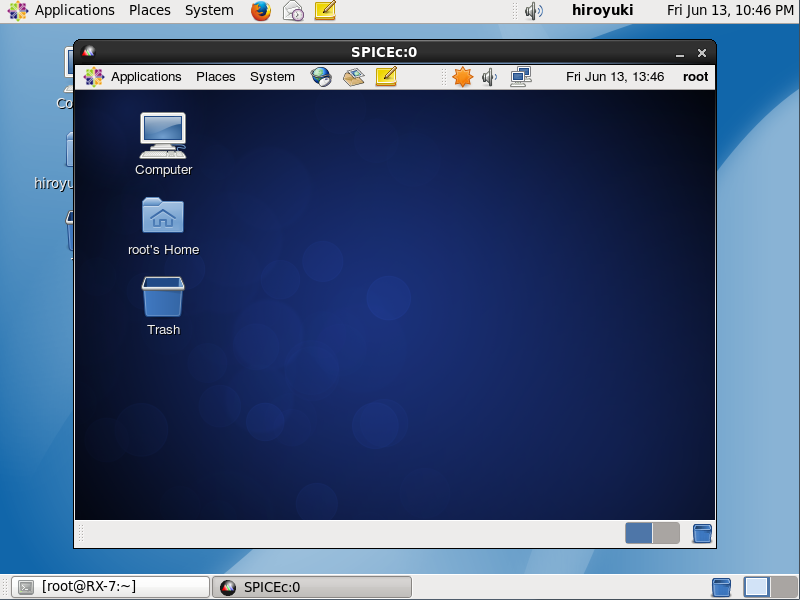 Applications Places System hiroyuki Fri Jun 13, 10:46 PM
SPICEc:0
Applications Places System Fri Jun 13, 13:46 root
Co
hiroyu
Computer
root's Home
Trash
[root@RX-7:~] SPICEc:0